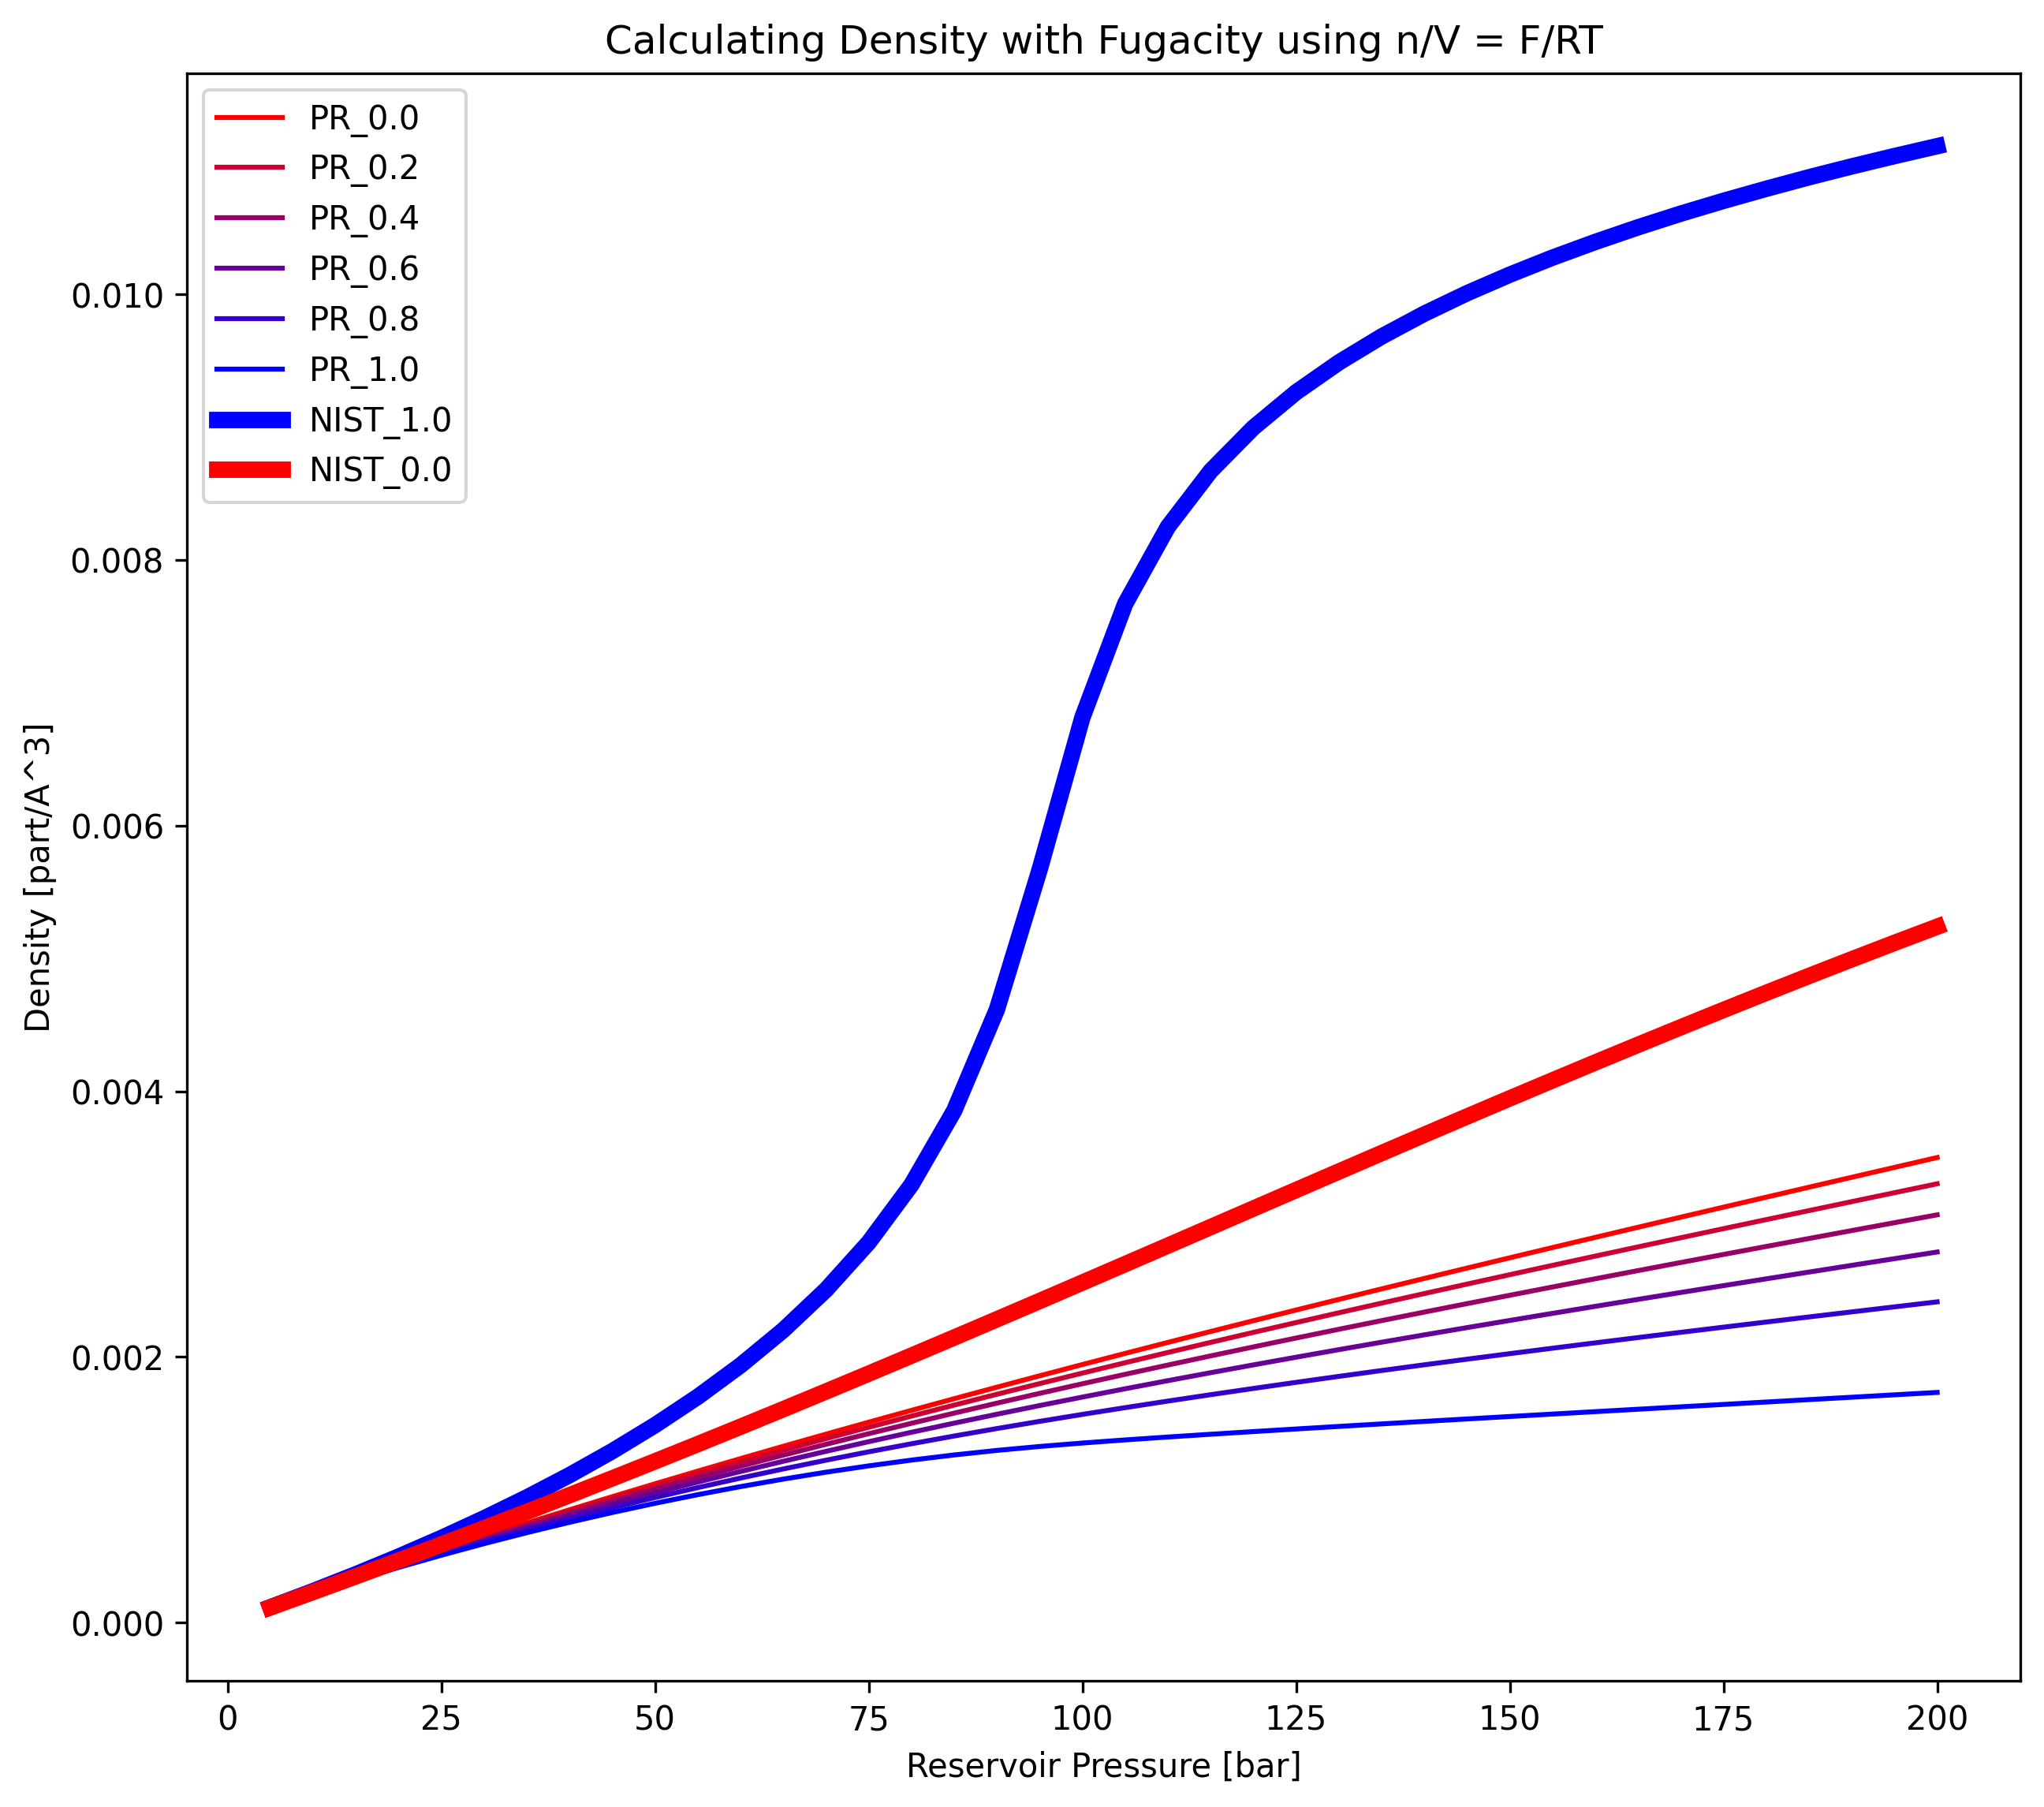 Calculating Density with Fugacity using n/V = F/RT
PR_0.0
PR_0.2
PR_0.4
PR_0.6
PR_0.8
PR_1.0
NIST_1.0
NIST_0.0
0.010
0.008
0.006
0.004
0.002
0.000
Density [part/A^3]
0 25 50 75 100 125 150 175 200
Reservoir Pressure [bar]